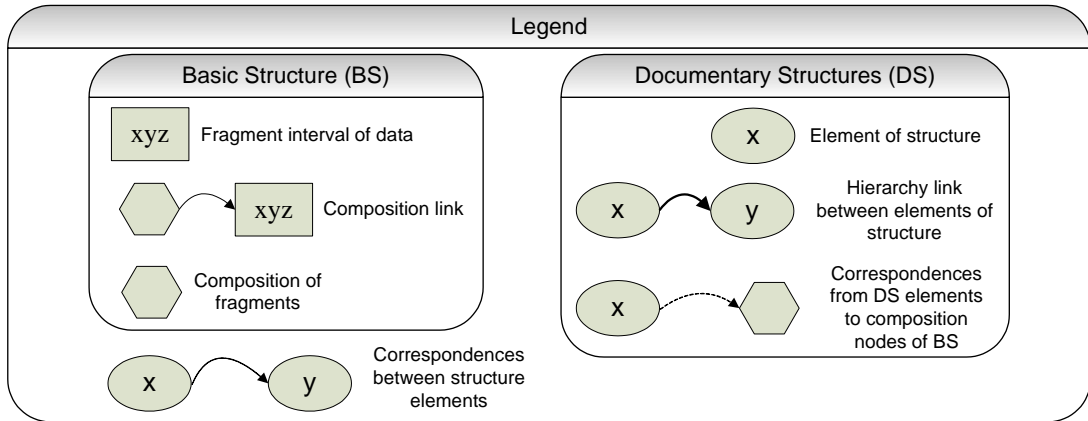 Legend
Basic Structure (BS)
xyz
Fragment interval of data
xyz
Composition link
Composition of
fragments
Documentary Structures (DS)
x
Element of structure
x
y
Hierarchy link
between elements of
structure
x
Correspondences
from DS elements
to composition
nodes of BS
x
y
Correspondences
between structure
elements